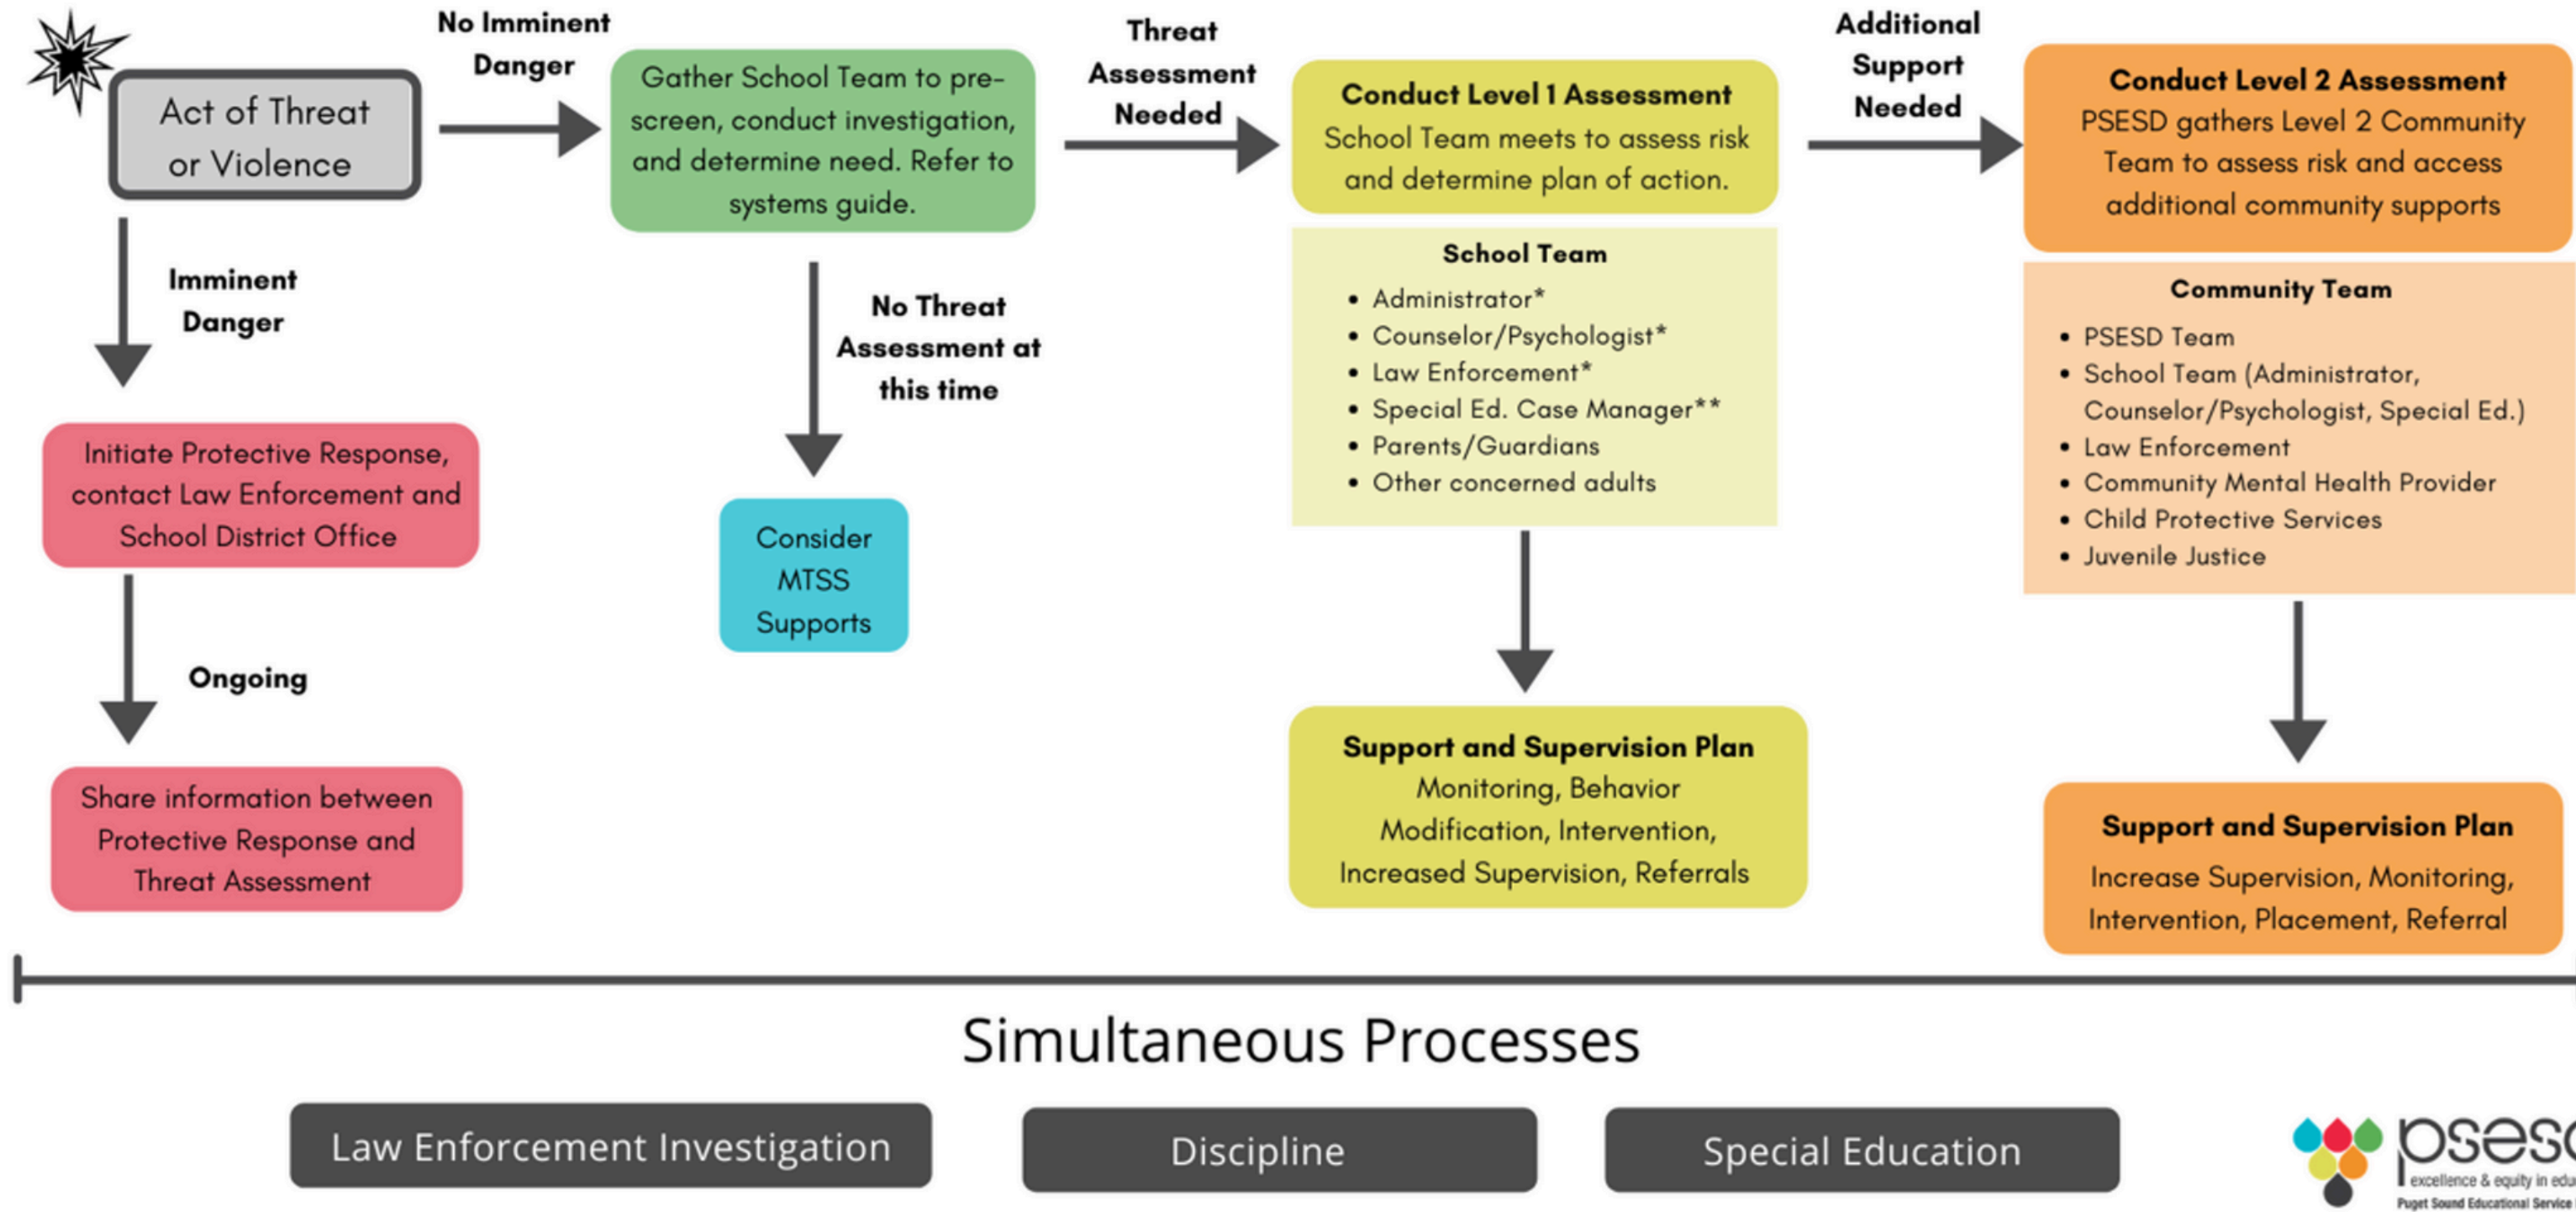 Act of Threat
or Violence
No Imminent
Danger
Gather School Team to pre-
screen, conduct investigation,
and determine need. Refer to
systems guide.
Threat
Assessment
Needed
Conduct Level 1 Assessment
School Team meets to assess risk
and determine plan of action.
Additional
Support
Needed
Conduct Level 2 Assessment
PSESD gathers Level 2 Community
Team to assess risk and access
additional community supports
Imminent
Danger
Initiate Protective Response,
contact Law Enforcement and
School District Office
Ongoing
Share information between
Protective Response and
Threat Assessment
No Threat
Assessment at
this time
Consider
MTSS
Supports
School Team
• Administrator*
• Counselor/Psychologist*
• Law Enforcement*
• Special Ed. Case Manager**
• Parents/Guardians
• Other concerned adults
Support and Supervision Plan
Monitoring, Behavior
Modification, Intervention,
Increased Supervision, Referrals
Community Team
• PSESD Team
• School Team (Administrator,
Counselor/Psychologist, Special Ed.)
• Law Enforcement
• Community Mental Health Provider
• Child Protective Services
• Juvenile Justice
Support and Supervision Plan
Increase Supervision, Monitoring,
Intervention, Placement, Referral
Simultaneous Processes
Law Enforcement Investigation
Discipline
Special Education
excellence & equity in
Puget Sound Educational Service